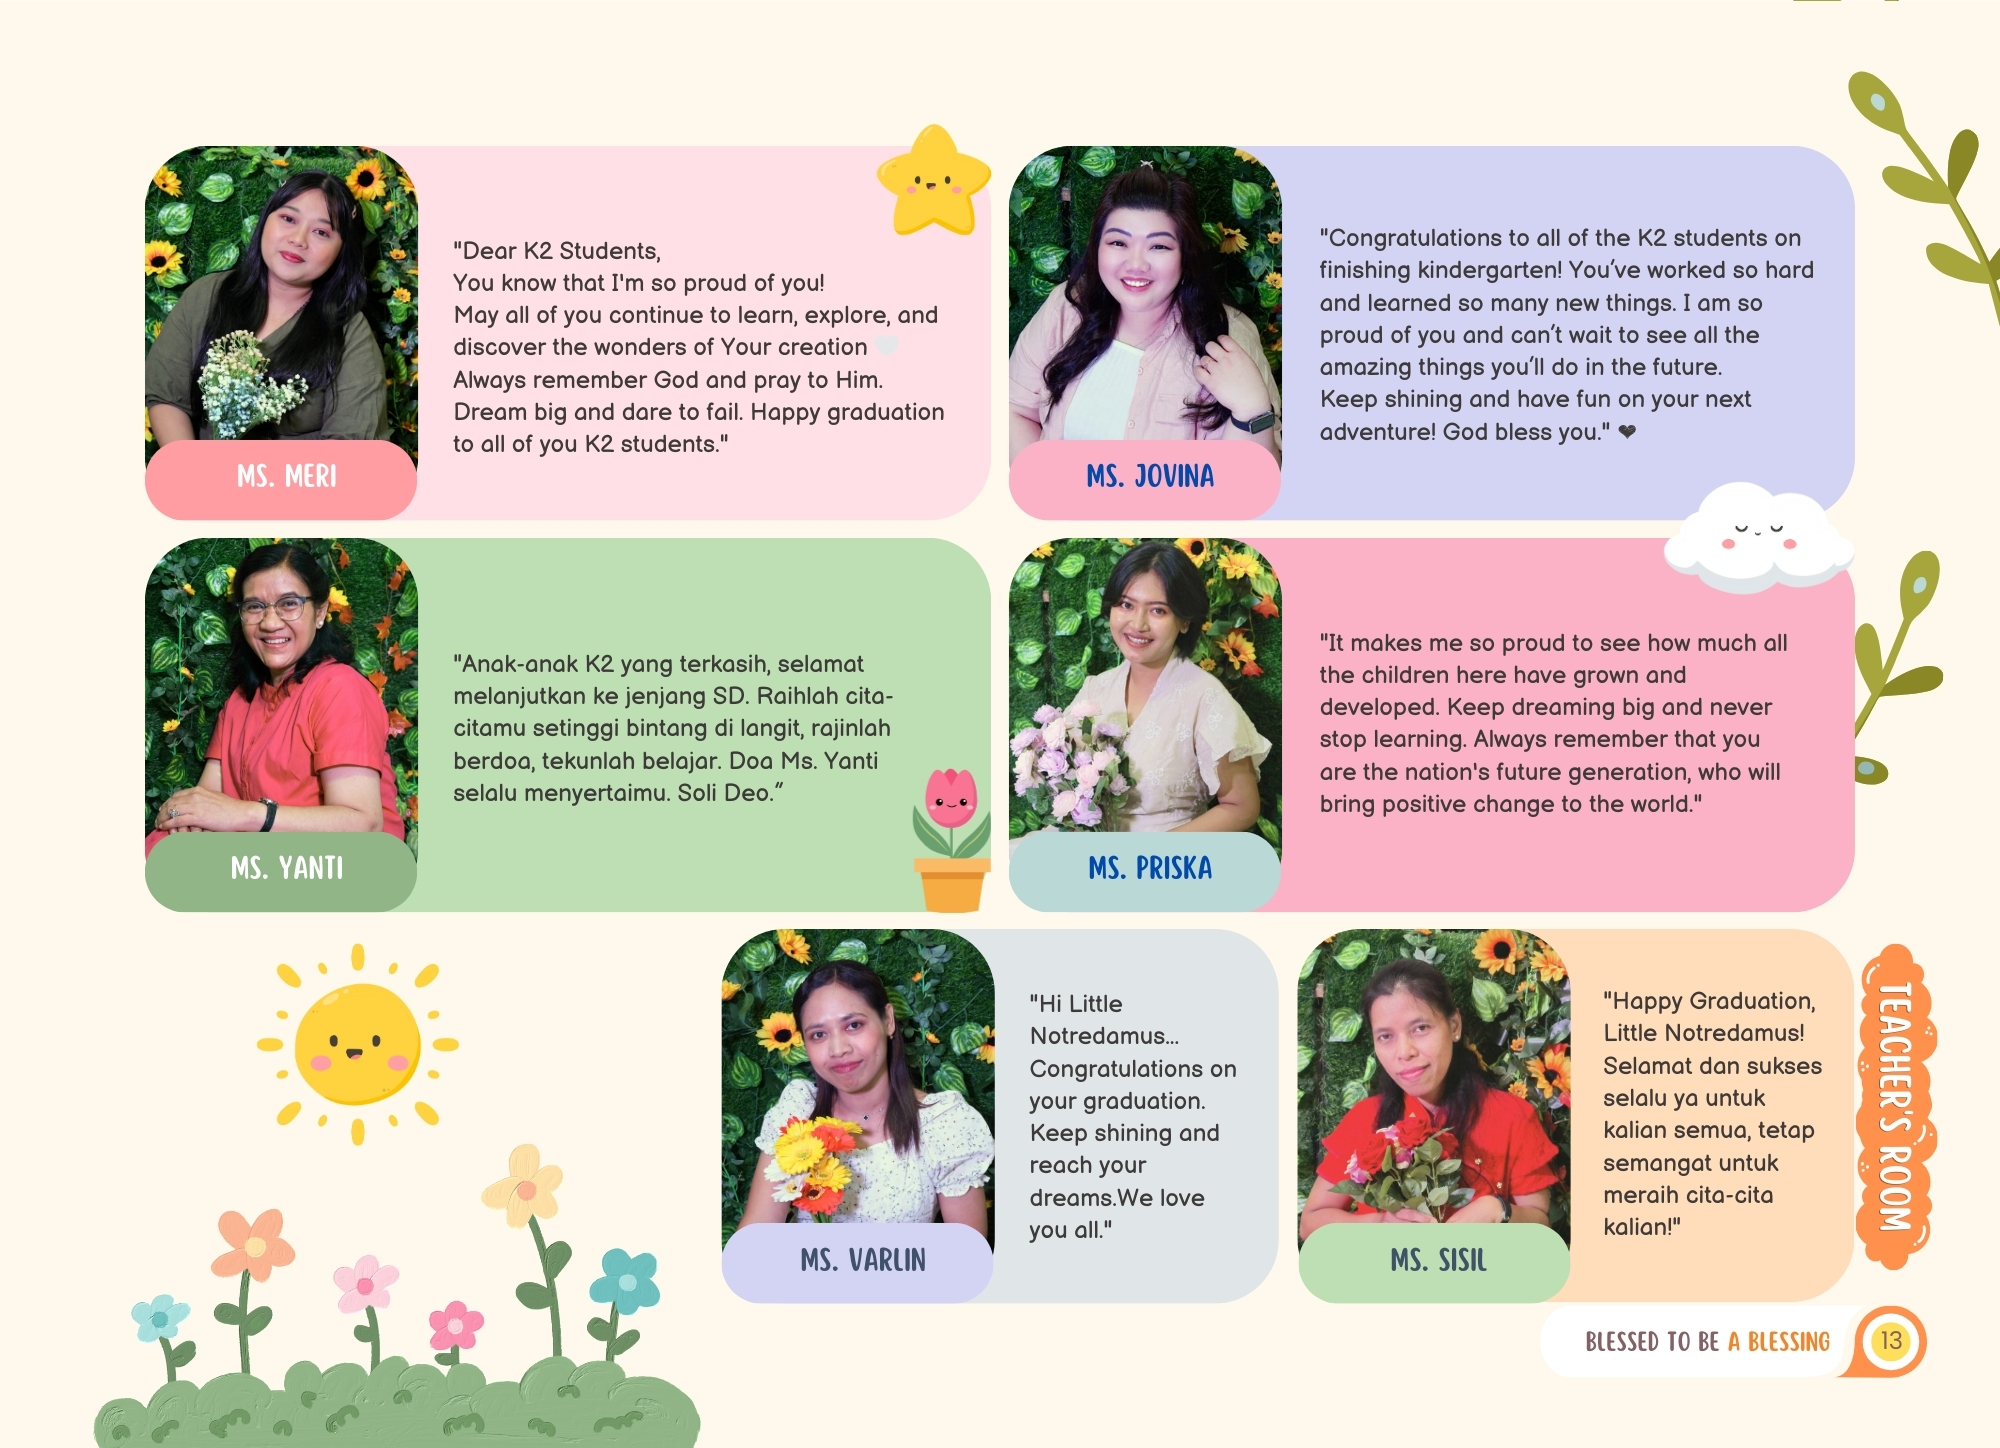 "Dear K2 Students,
You know that I'm so proud of you!
May all of you continue to learn, explore, and
discover the wonders of Your creation 🤍
Always remember God and pray to Him.
Dream big and dare to fail. Happy graduation
to all of you K2 students."
MS. MERI
"Congratulations to all of the K2 students on
finishing kindergarten! You’ve worked so hard
and learned so many new things. I am so
proud of you and can’t wait to see all the
amazing things you’ll do in the future.
Keep shining and have fun on your next
adventure! God bless you." ❤
MS. JOVINA
"Anak-anak K2 yang terkasih, selamat
melanjutkan ke jenjang SD. Raihlah cita-
citamu setinggi bintang di langit, rajinlah
berdoa, tekunlah belajar. Doa Ms. Yanti
selalu menyertaimu. Soli Deo.”
MS. YANTI
"It makes me so proud to see how much all
the children here have grown and
developed. Keep dreaming big and never
stop learning. Always remember that you
are the nation's future generation, who will
bring positive change to the world."
MS. PRISKA
"Hi Little
Notredamus...
Congratulations on
your graduation.
Keep shining and
reach your
dreams.We love
you all."
MS. VARLIN
"Happy Graduation,
Little Notredamus!
Selamat dan sukses
selalu ya untuk
kalian semua, tetap
semangat untuk
meraih cita-cita
kalian!"
MS. SISIL
TEACHER'S ROOM
BLESSED TO BE A BLESSING
13